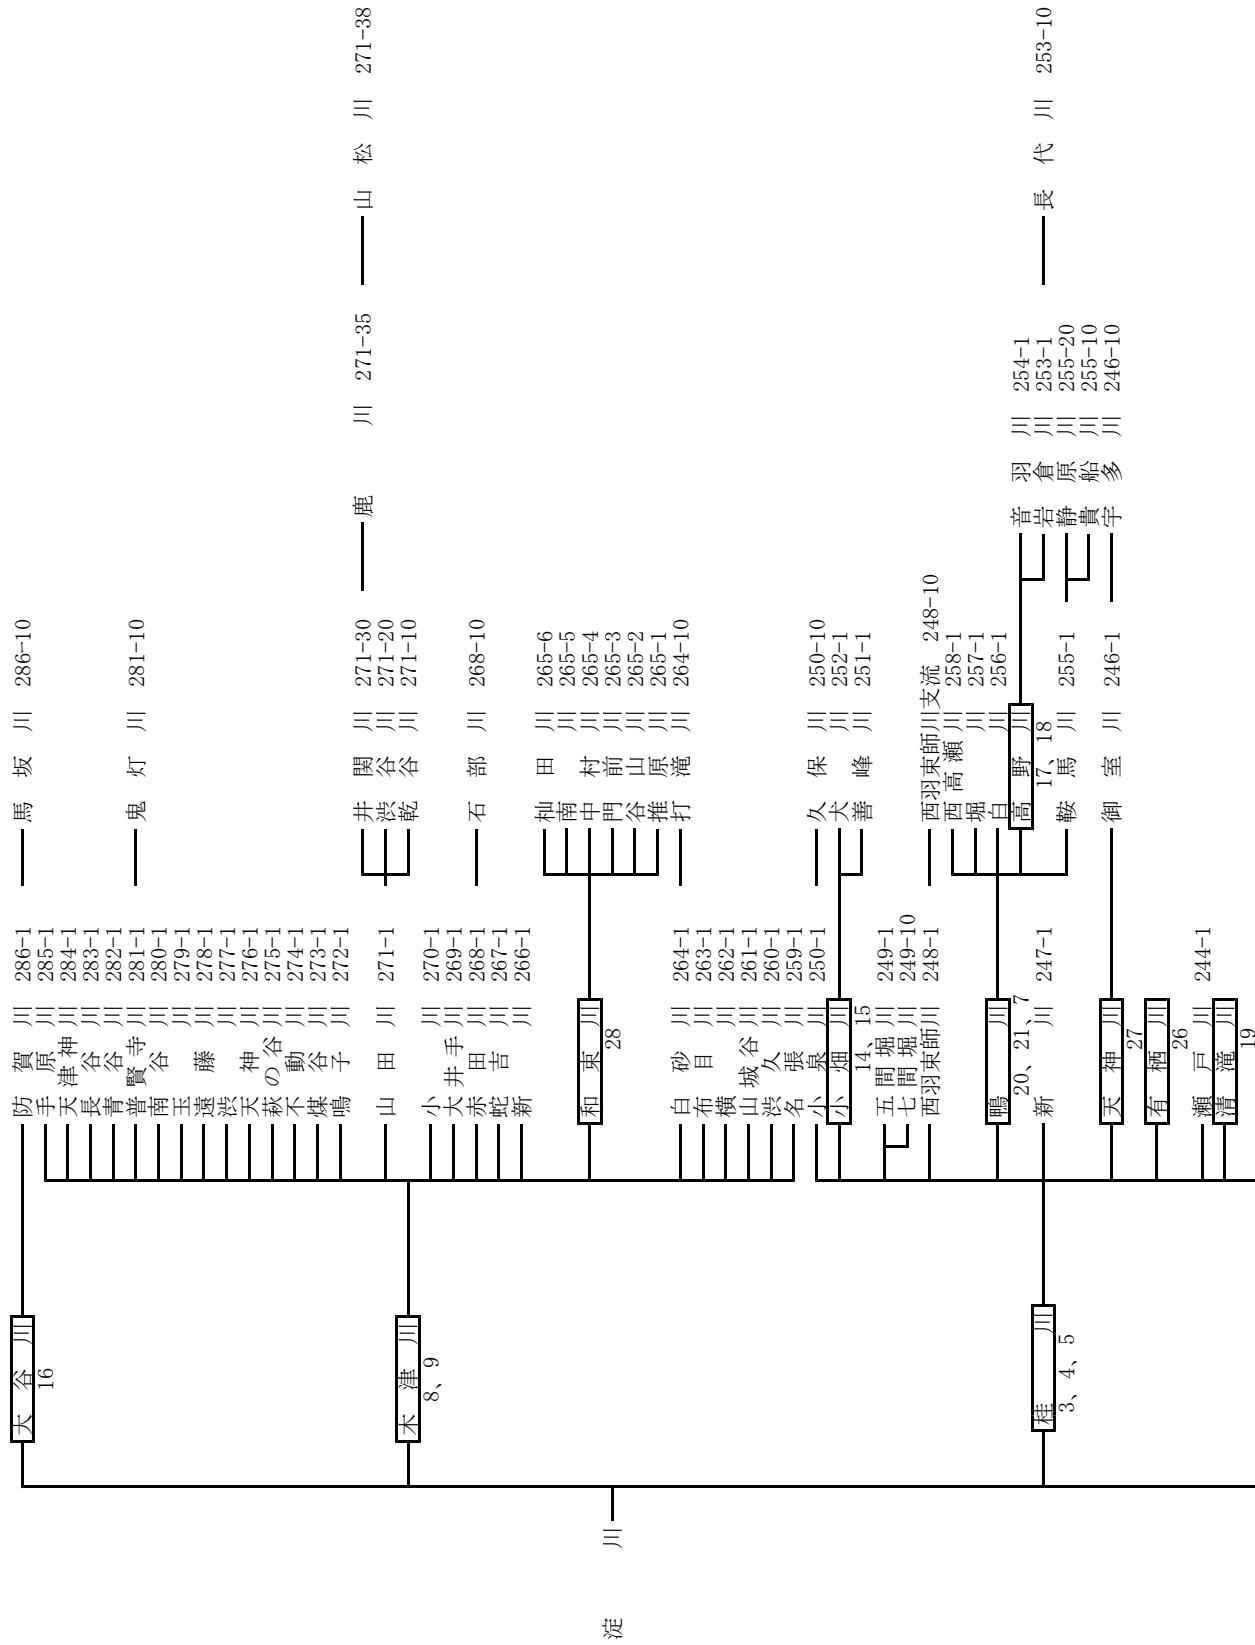 淀川
大谷川
16
防賀川 286-1
馬坂川 286-10
木津川
8、9
手原川 285-1
天津神川 284-1
長谷川 283-1
青谷川 282-1
普賢寺川 281-1
鬼灯川 281-10
南谷川 280-1
玉川 279-1
遠藤川 278-1
渋川 277-1
天神川 276-1
萩の谷川 275-1
不動川 274-1
煤谷川 273-1
鳴子川 272-1
山田川 271-1
井関川 271-30
鹿川 271-35
山松川 271-38
渋谷川 271-20
乾谷川 271-10
小川 270-1
大井手川 269-1
赤田川 268-1
石部川 268-10
蛇吉川 267-1
新川 266-1
和束川
28
杣田川 265-6
南川 265-5
中村川 265-4
門前川 265-3
谷山川 265-2
推原川 265-1
白砂川 264-1
打滝川 264-10
布目川 263-1
横川 262-1
山城谷川 261-1
渋久川 260-1
名張川 259-1
桂川
3、4、5
小泉川 250-1
久保川 250-10
小畑川
14、15
犬川 252-1
善峰川 251-1
五間堀川 249-1
七間堀川 249-10
西羽束師川 248-1
西羽束師川支流 248-10
鴨川
20、21、7
西高瀬川 258-1
堀川 257-1
白川 256-1
高野川
17、18
音羽川 254-1
岩倉川 253-1
長代川 253-10
鞍馬川 255-1
静原川 255-20
貴船川 255-10
新川 247-1
天神川
27
御室川 246-1
宇多川 246-10
有栖川
26
瀬戸川 244-1
清滝川
19